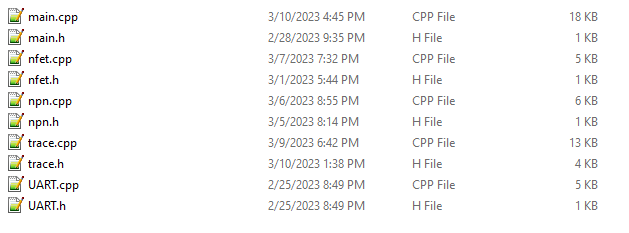 main.cpp 3/10/2023 4:45 PM CPP File 18 KB
main.h 2/28/2023 9:35 PM H File 1 KB
nfet.cpp 3/7/2023 7:32 PM CPP File 5 KB
nfet.h 3/1/2023 5:44 PM H File 1 KB
npn.cpp 3/6/2023 8:55 PM CPP File 6 KB
npn.h 3/5/2023 8:14 PM H File 1 KB
trace.cpp 3/9/2023 6:42 PM CPP File 13 KB
trace.h 3/10/2023 1:38 PM H File 4 KB
UART.cpp 2/25/2023 8:49 PM CPP File 5 KB
UART.h 2/25/2023 8:49 PM H File 1 KB